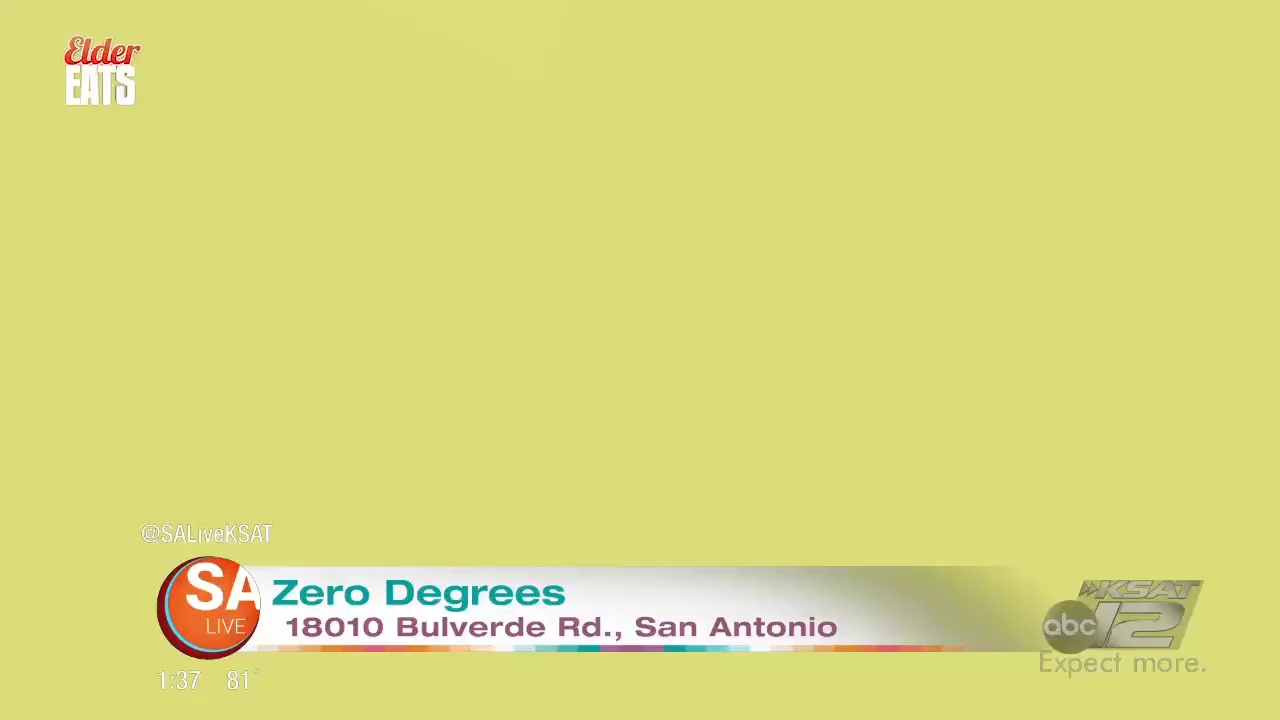 Elder
EATS
@SALiveKSAT
SA
LIVE
Zero Degrees
18010 Bulverde Rd., San Antonio
KSAT
abc 12
Expect more.
1:37 81°